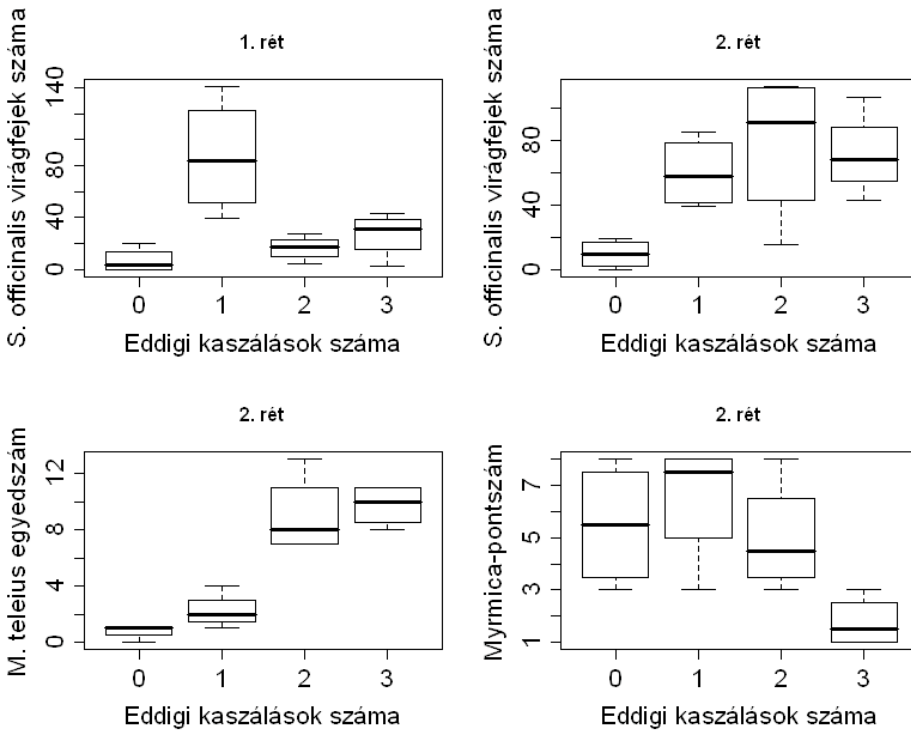 1. rét
S. officinalis virágfejek száma
140
80
40
0
0 1 2 3
Eddigi kaszálások száma
2. rét
S. officinalis virágfejek száma
80
40
0
0 1 2 3
Eddigi kaszálások száma
2. rét
M. teleius egyedszám
12
8
4
0
0 1 2 3
Eddigi kaszálások száma
2. rét
Myrmica-pontszám
7
5
3
1
0 1 2 3
Eddigi kaszálások száma